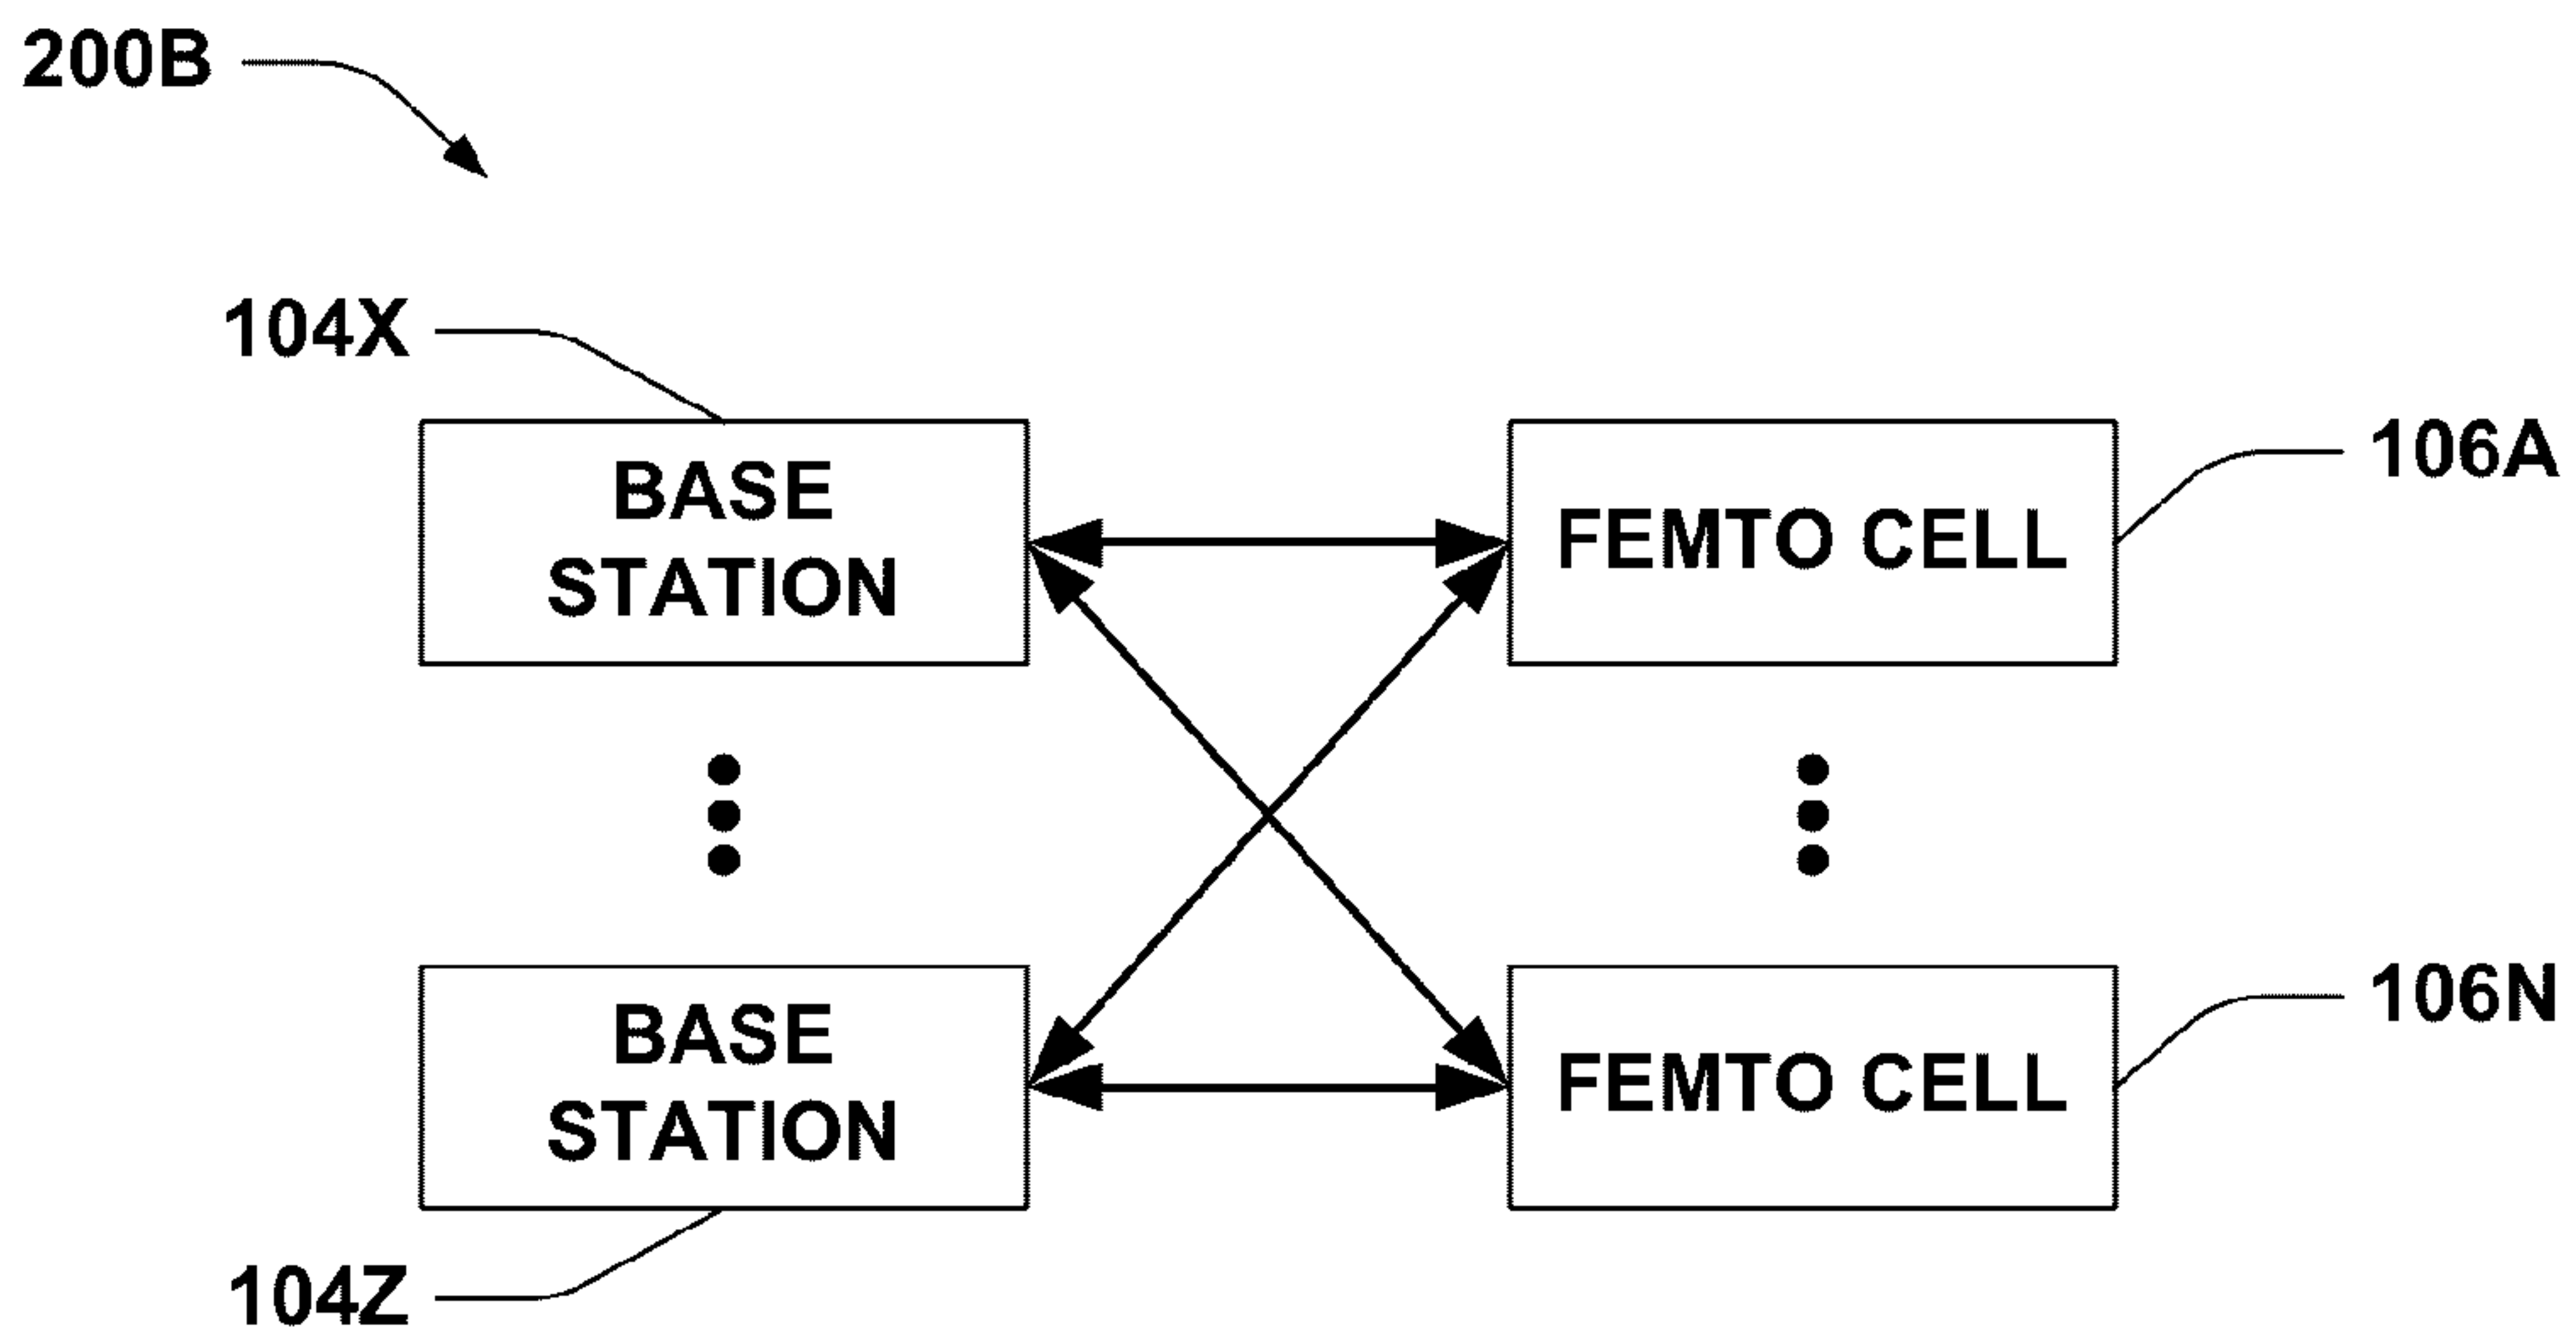 200B
104X
BASE
STATION
FEMTO CELL
106A
BASE
STATION
FEMTO CELL
106N
104Z